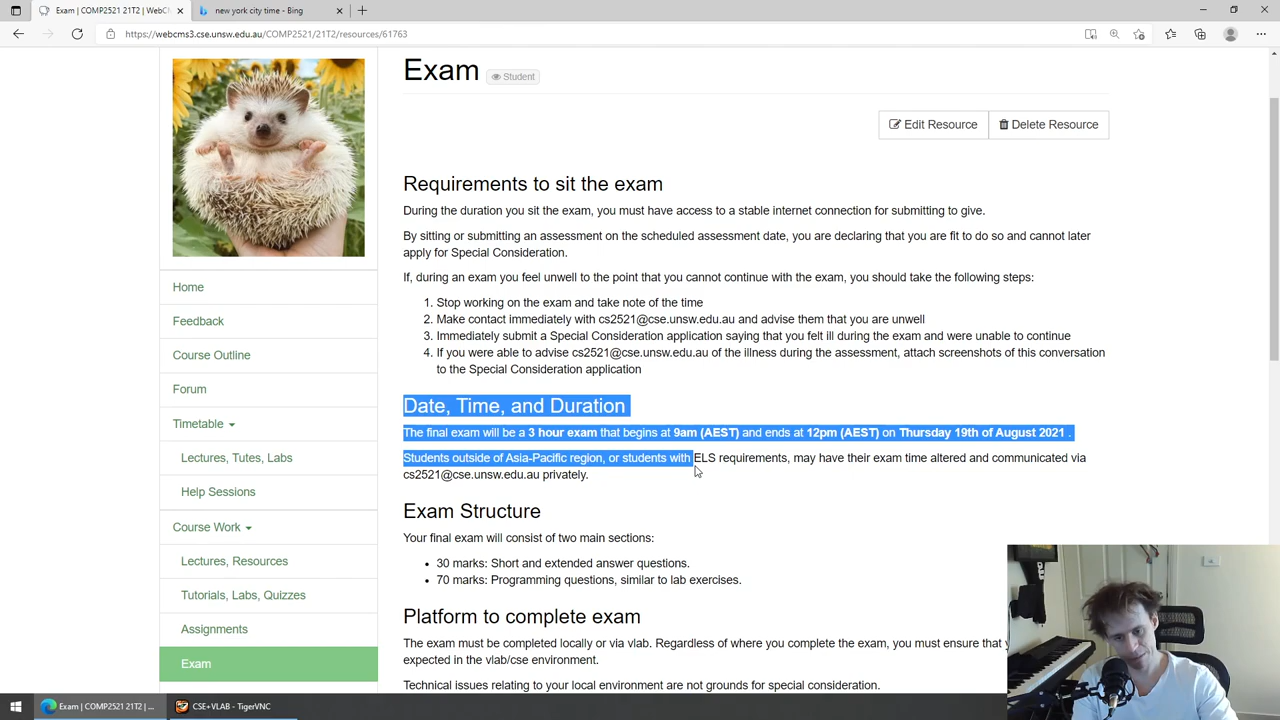 Exam | COMP2521 21T2 | WebC
new york city time - Bing
https://webcms3.cse.unsw.edu.au/COMP2521/21T2/resources/61763
Exam
Student
Edit Resource
Delete Resource
Requirements to sit the exam
During the duration you sit the exam, you must have access to a stable internet connection for submitting to give.
By sitting or submitting an assessment on the scheduled assessment date, you are declaring that you are fit to do so and cannot later
apply for Special Consideration.
If, during an exam you feel unwell to the point that you cannot continue with the exam, you should take the following steps:
1. Stop working on the exam and take note of the time
2. Make contact immediately with cs2521@cse.unsw.edu.au and advise them that you are unwell
3. Immediately submit a Special Consideration application saying that you felt ill during the exam and were unable to continue
4. If you were able to advise cs2521@cse.unsw.edu.au of the illness during the assessment, attach screenshots of this conversation
to the Special Consideration application
Date, Time, and Duration
The final exam will be a 3 hour exam that begins at 9am (AEST) and ends at 12pm (AEST) on Thursday 19th of August 2021 .
Students outside of Asia-Pacific region, or students with ELS requirements, may have their exam time altered and communicated via
cs2521@cse.unsw.edu.au privately.
Exam Structure
Your final exam will consist of two main sections:
• 30 marks: Short and extended answer questions.
• 70 marks: Programming questions, similar to lab exercises.
Platform to complete exam
The exam must be completed locally or via vlab. Regardless of where you complete the exam, you must ensure that
expected in the vlab/cse environment.
Technical issues relating to your local environment are not grounds for special consideration.
Home
Feedback
Course Outline
Forum
Timetable
Lectures, Tutes, Labs
Help Sessions
Course Work
Lectures, Resources
Tutorials, Labs, Quizzes
Assignments
Exam
Exam | COMP2521 21T2 | ...
CSE+VLAB - TigerVNC